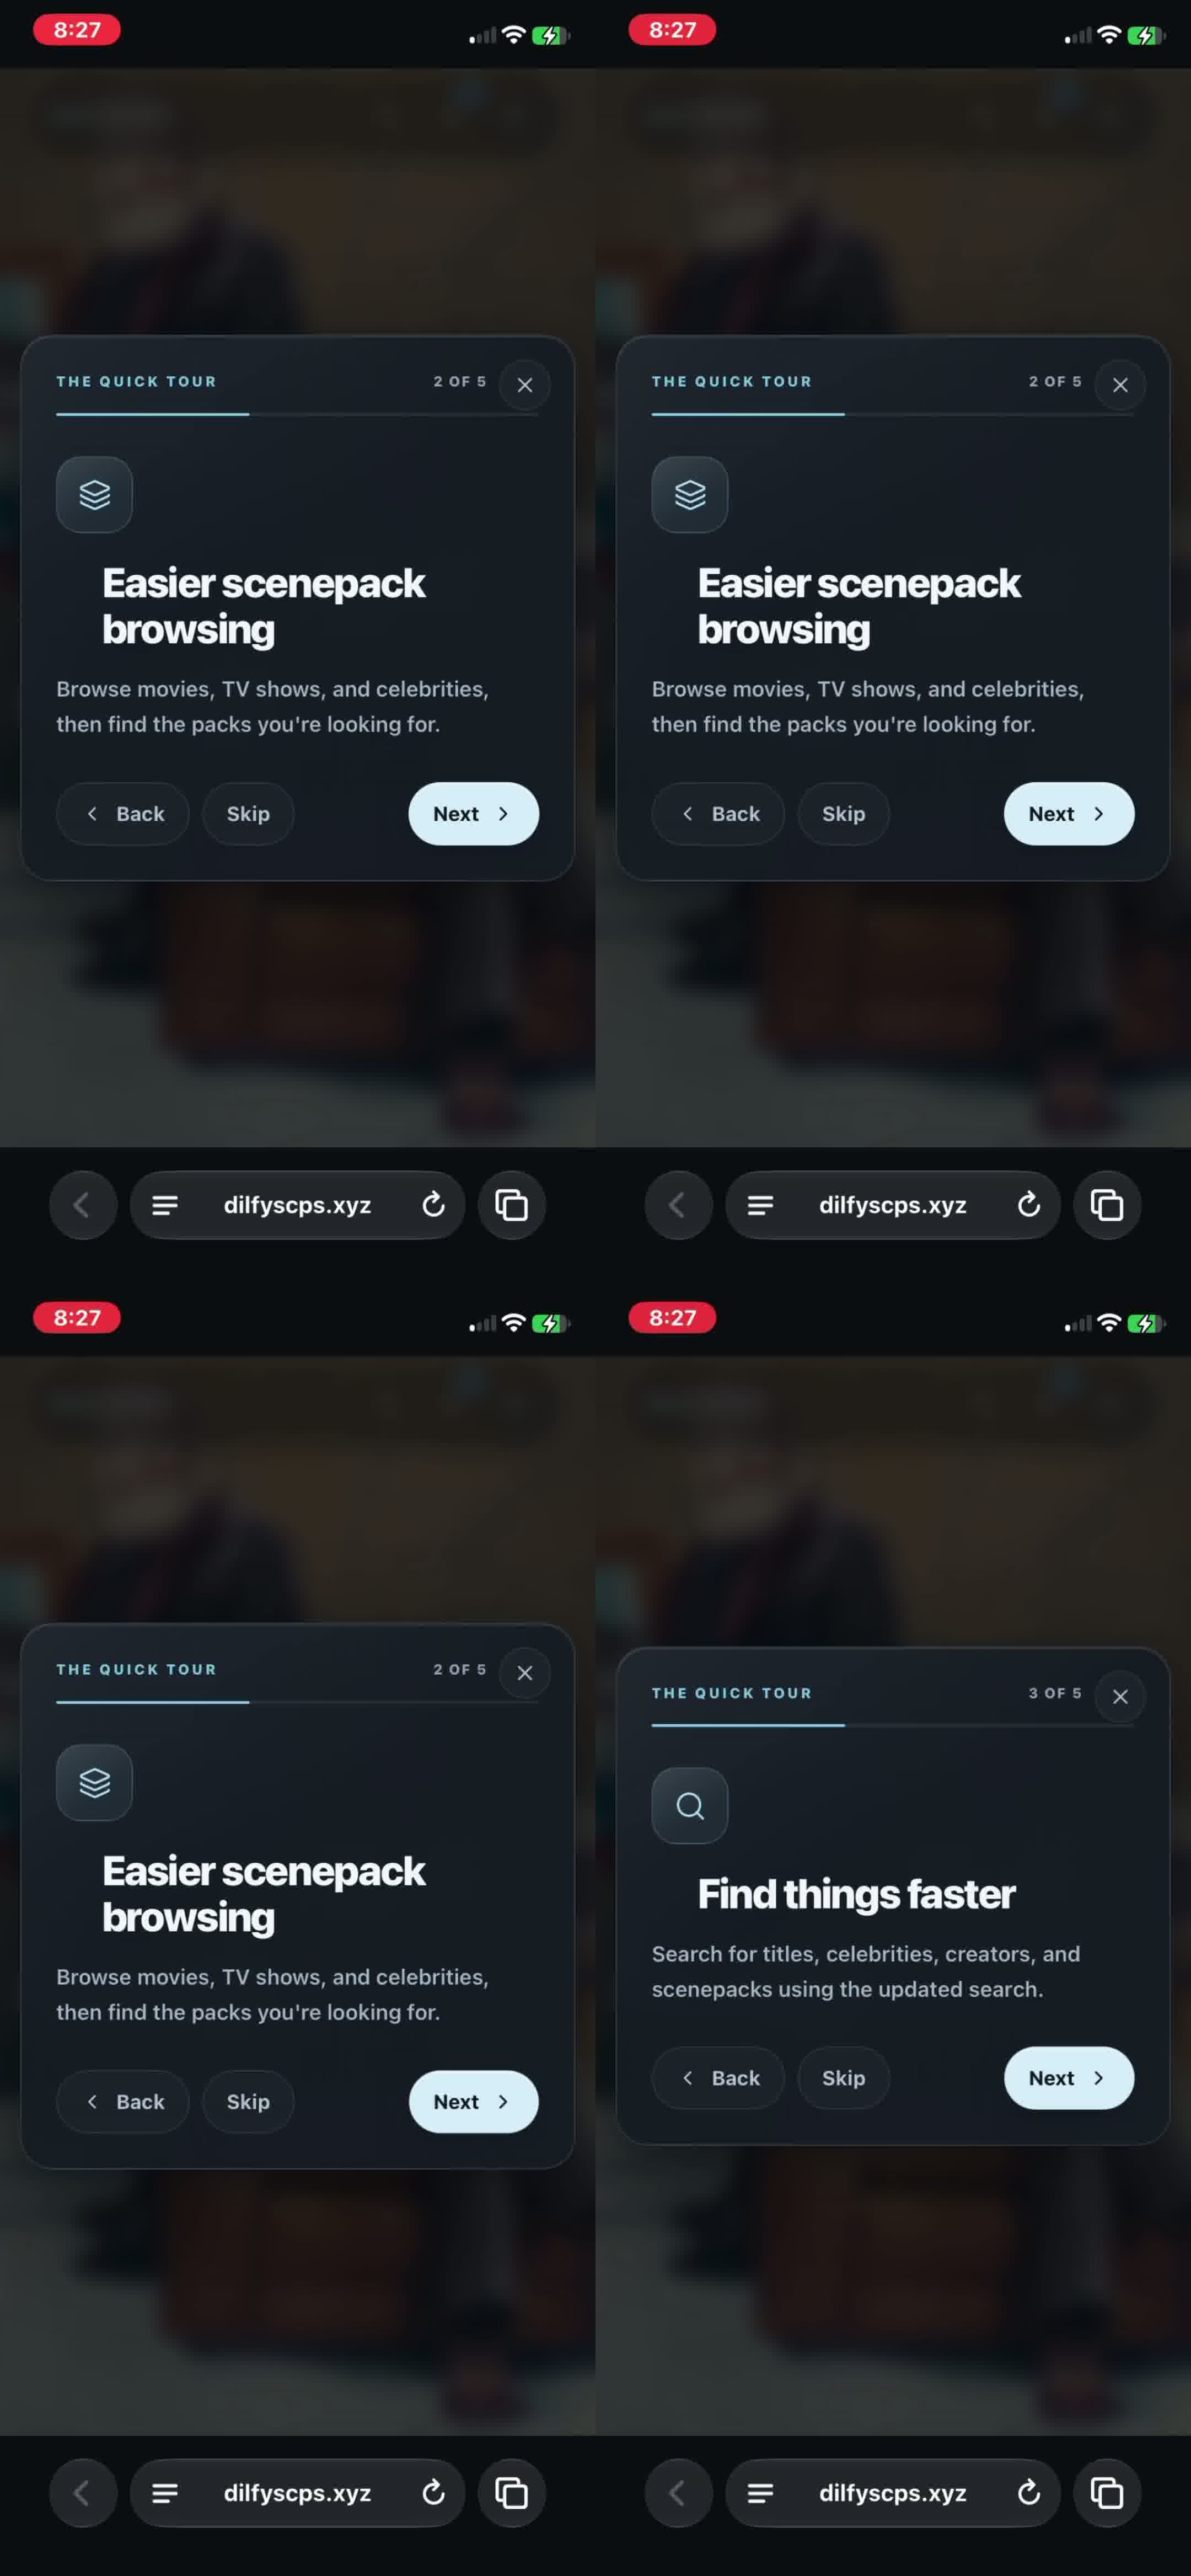 8:27
THE QUICK TOUR
2 OF 5
Easier scenepack
browsing
Browse movies, TV shows, and celebrities,
then find the packs you're looking for.
Back
Skip
Next
dilfyscps.xyz
8:27
THE QUICK TOUR
2 OF 5
Easier scenepack
browsing
Browse movies, TV shows, and celebrities,
then find the packs you're looking for.
Back
Skip
Next
dilfyscps.xyz
8:27
THE QUICK TOUR
2 OF 5
Easier scenepack
browsing
Browse movies, TV shows, and celebrities,
then find the packs you're looking for.
Back
Skip
Next
dilfyscps.xyz
8:27
THE QUICK TOUR
3 OF 5
Find things faster
Search for titles, celebrities, creators, and
scenepacks using the updated search.
Back
Skip
Next
dilfyscps.xyz